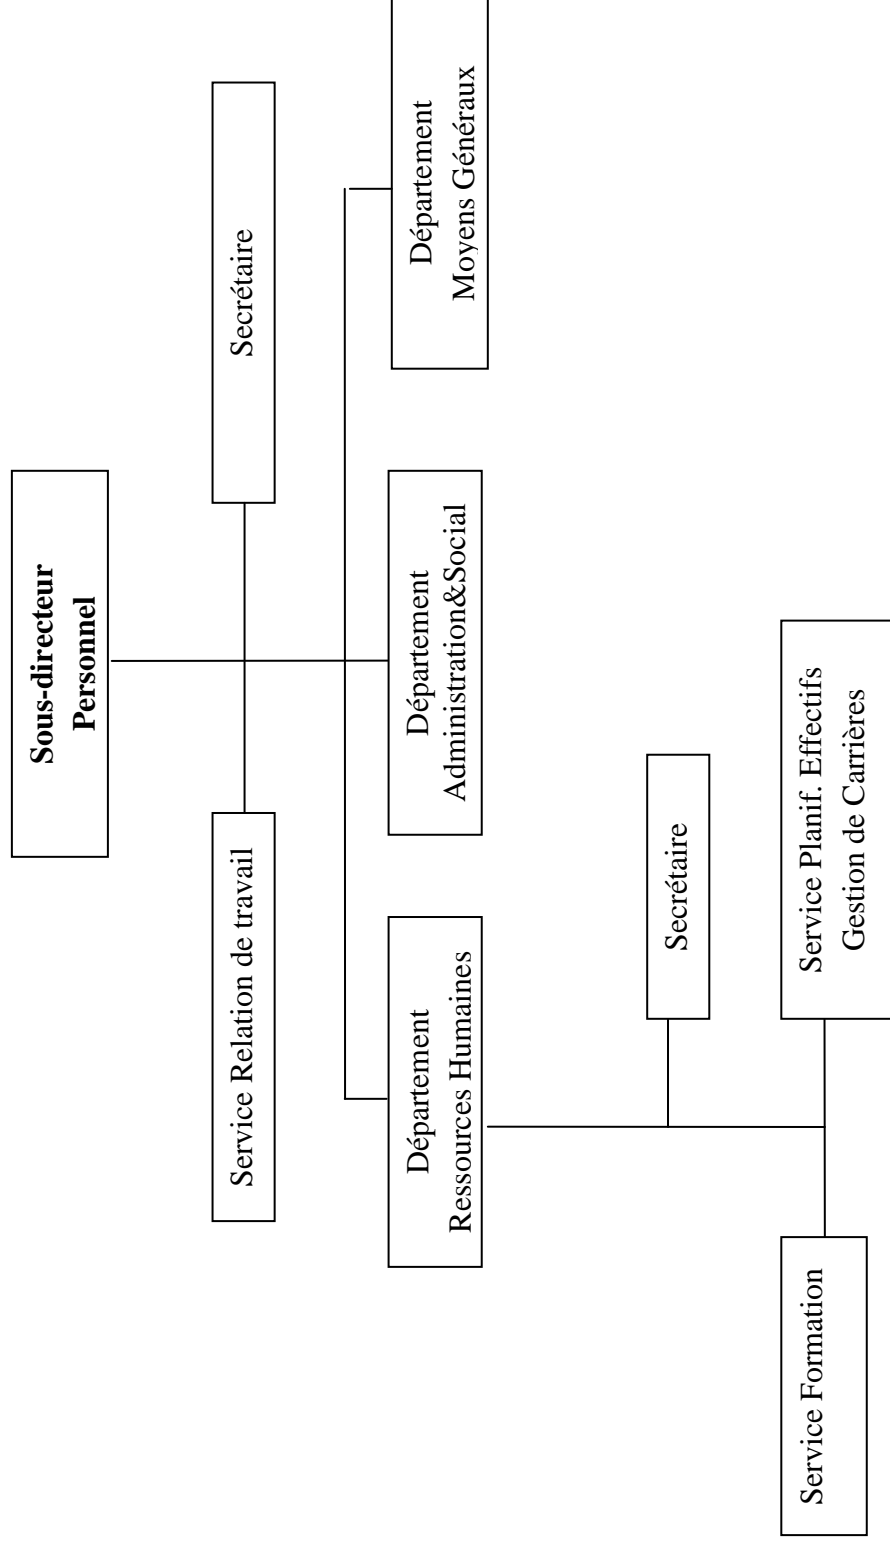 Sous-directeur
Personnel
Service Relation de travail
Secrétaire
Département
Ressources Humaines
Département
Administration&Social
Département
Moyens Généraux
Secrétaire
Service Formation
Service Planif. Effectifs
Gestion de Carrières